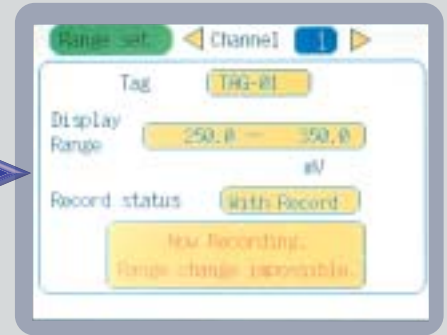 Range set Channel 1
Tag TAG-01
Display
Range 250.0 — 350.0
mV
Record status With Record
Now Recording.
Range change impossible.